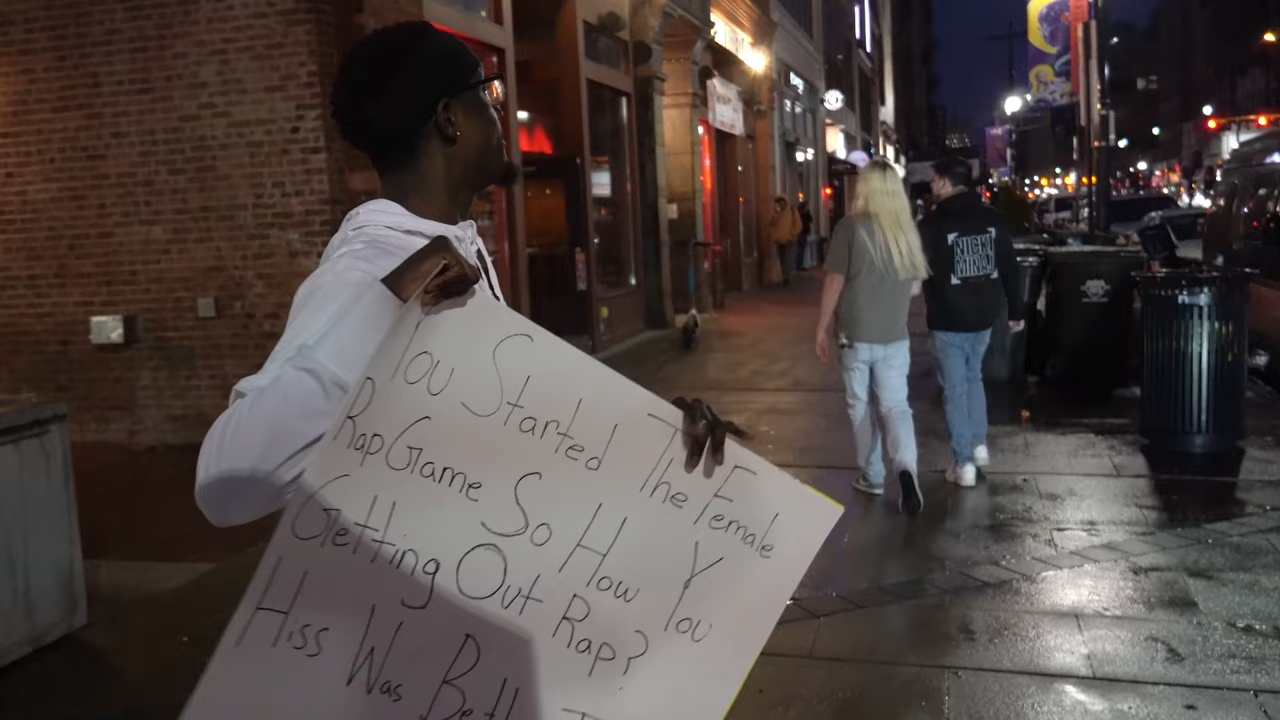 You Started The Female
Rap Game So How You
Getting Out Rap?
Hiss Was
NICKI
MINAJ